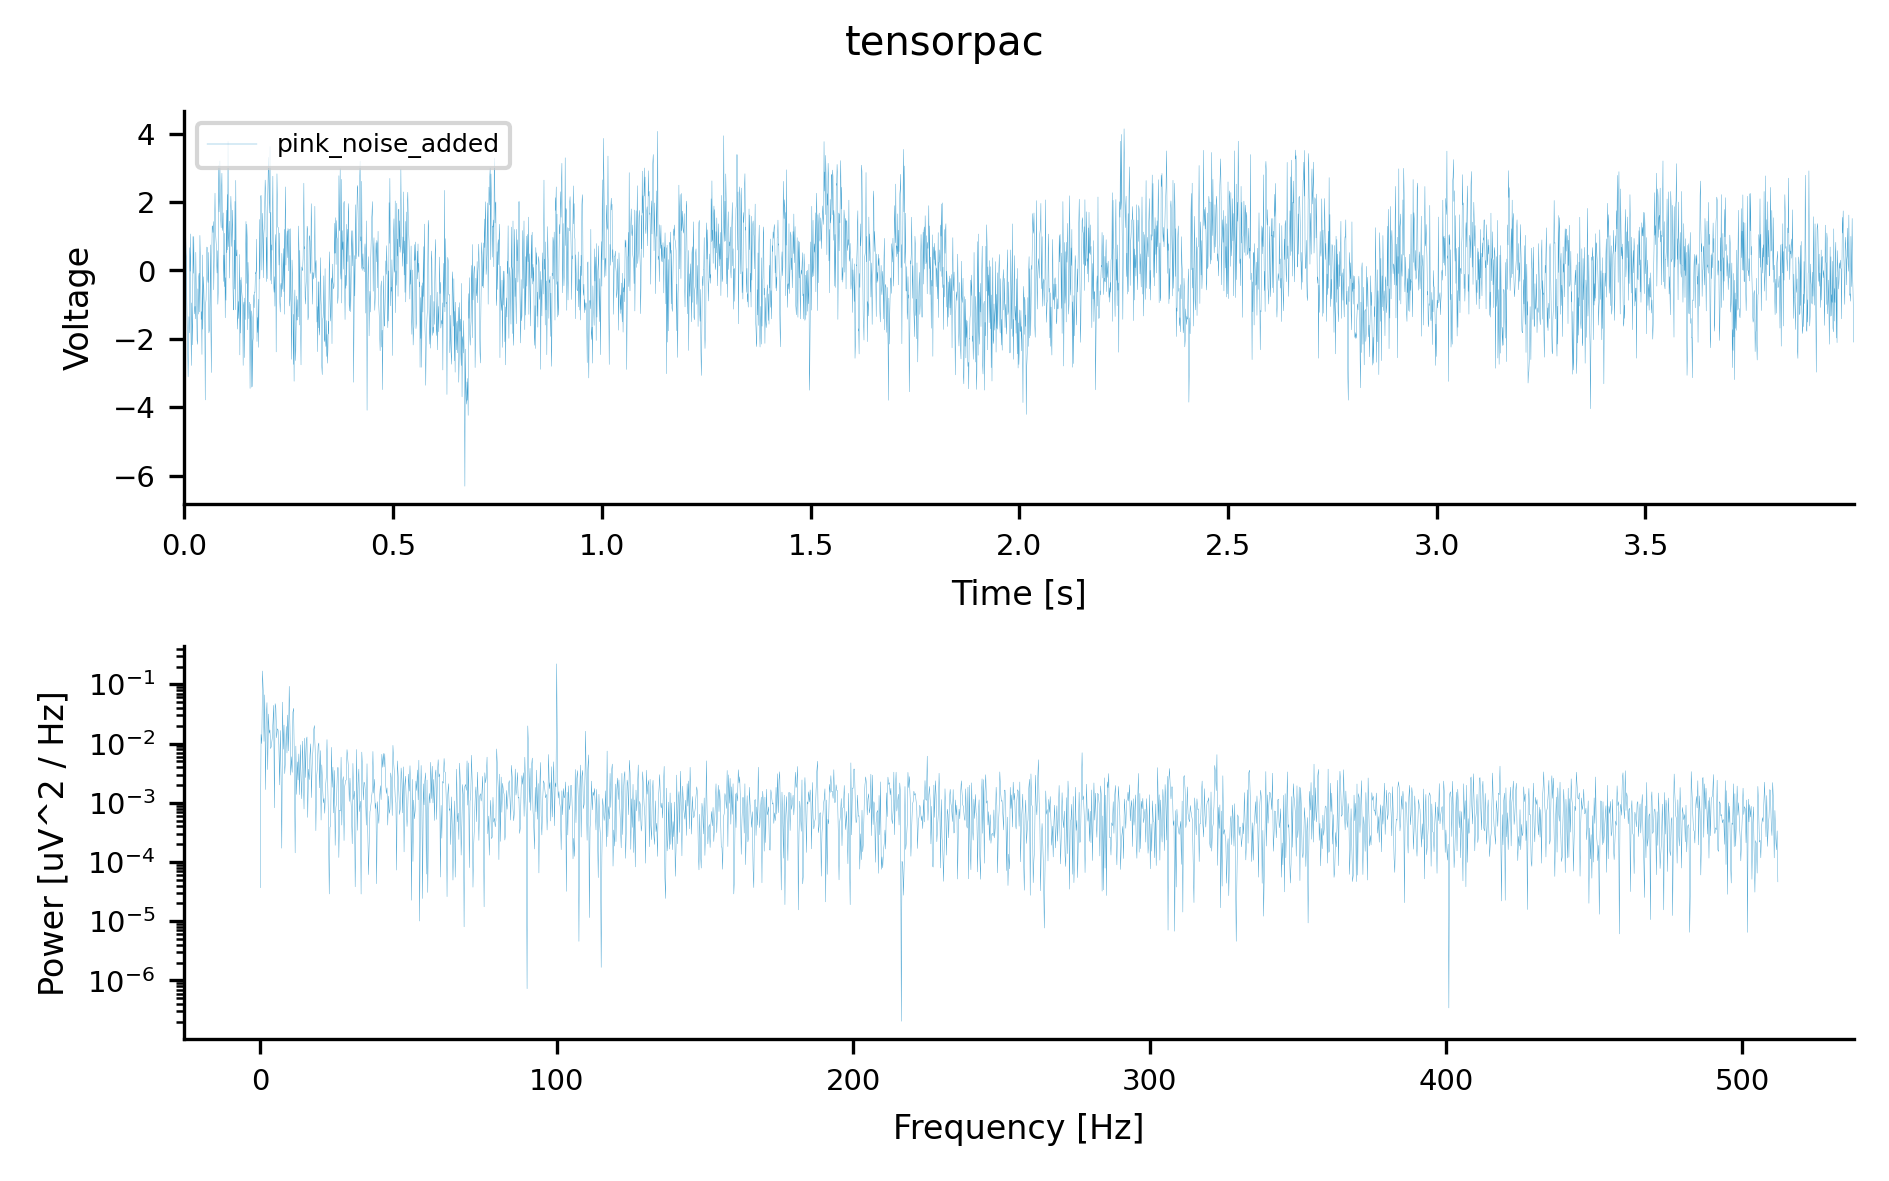 tensorpac
pink_noise_added
Voltage
4
2
0
−2
−4
−6
0.0 0.5 1.0 1.5 2.0 2.5 3.0 3.5
Time [s]
Power [uV^2 / Hz]
10⁻¹
10⁻²
10⁻³
10⁻⁴
10⁻⁵
10⁻⁶
0 100 200 300 400 500
Frequency [Hz]